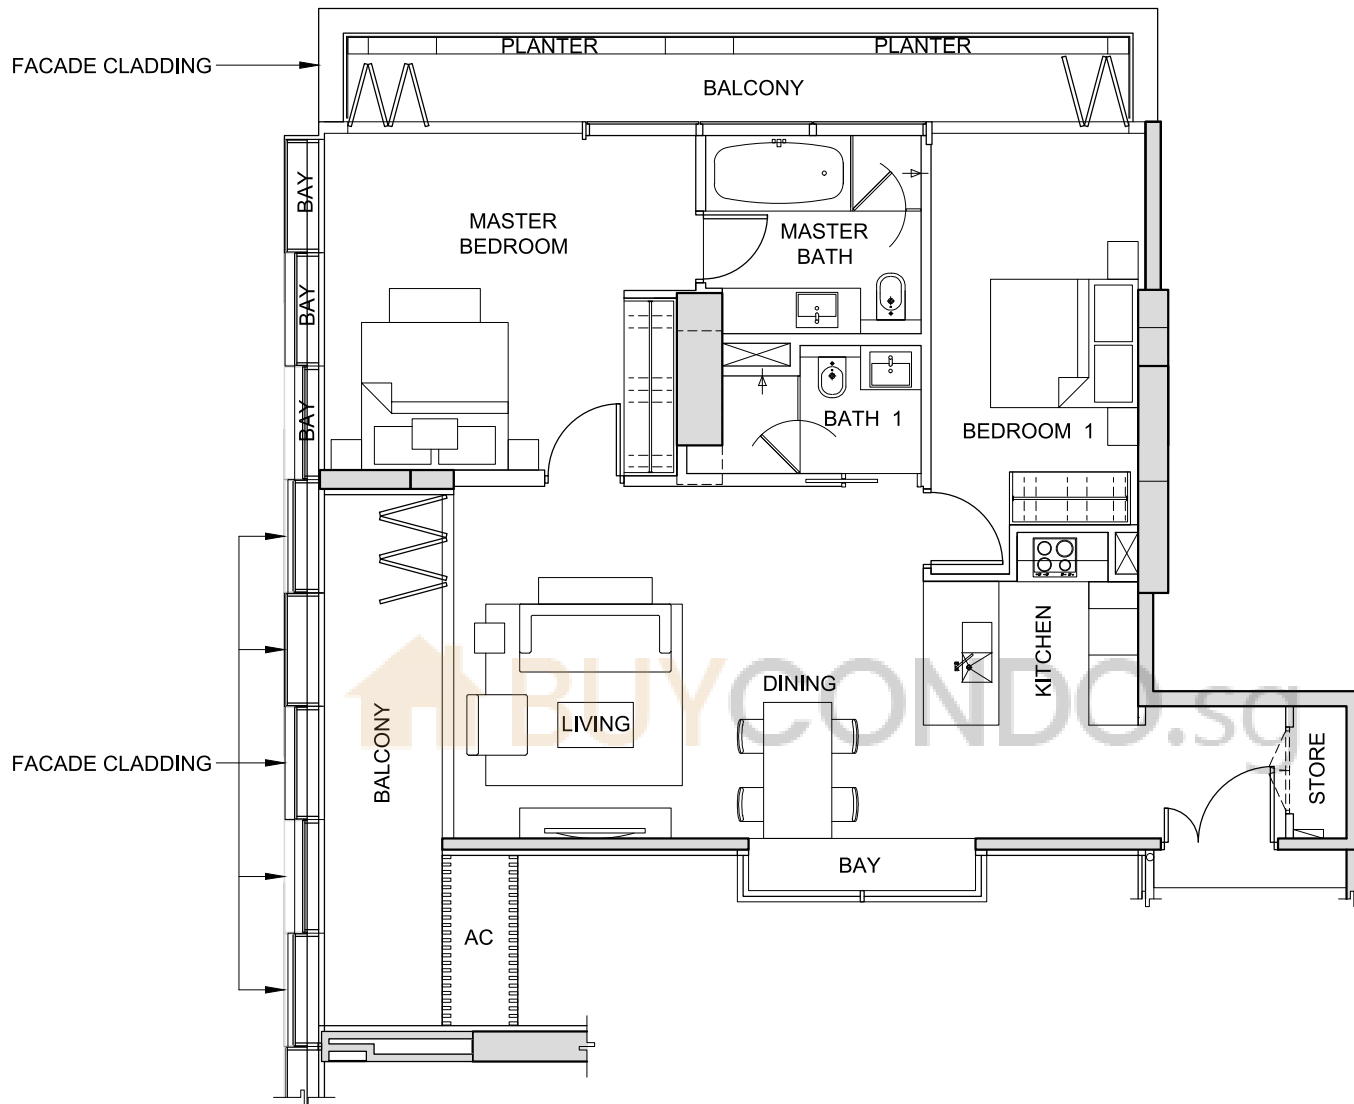 PLANTER
PLANTER
FACADE CLADDING
BALCONY
BAY
MASTER
BEDROOM
MASTER
BATH
BAY
BAY
BATH 1
BEDROOM 1
KITCHEN
DINING
BUYCONDO.sg
LIVING
BALCONY
FACADE CLADDING
STORE
BAY
AC